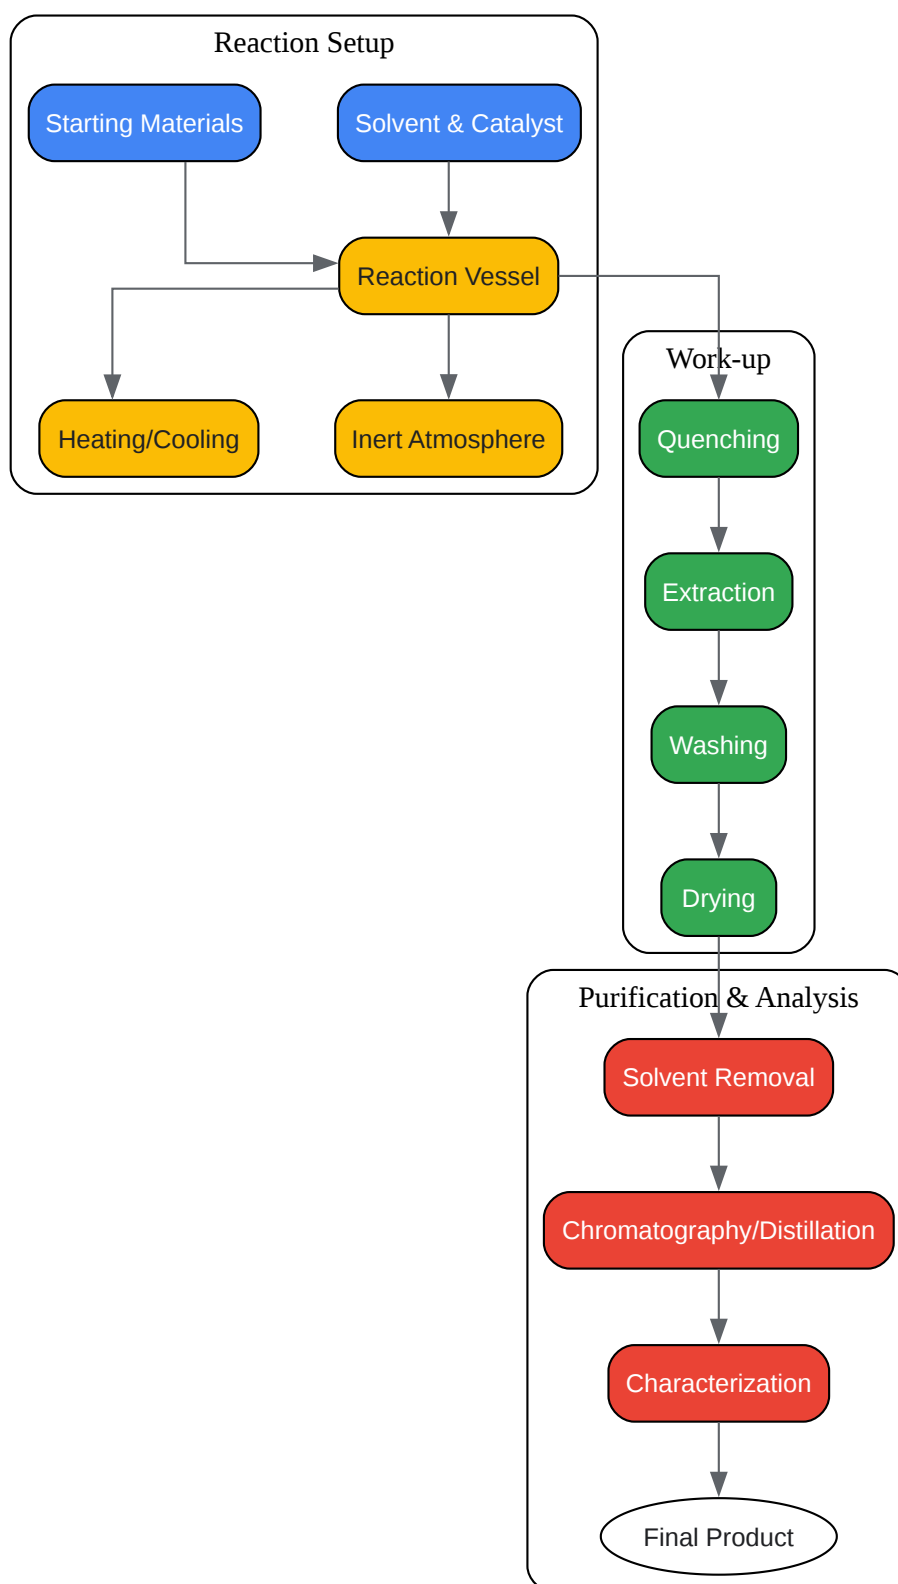 Reaction Setup
Starting Materials
Solvent & Catalyst
Reaction Vessel
Heating/Cooling
Inert Atmosphere
Work-up
Quenching
Extraction
Washing
Drying
Purification & Analysis
Solvent Removal
Chromatography/Distillation
Characterization
Final Product